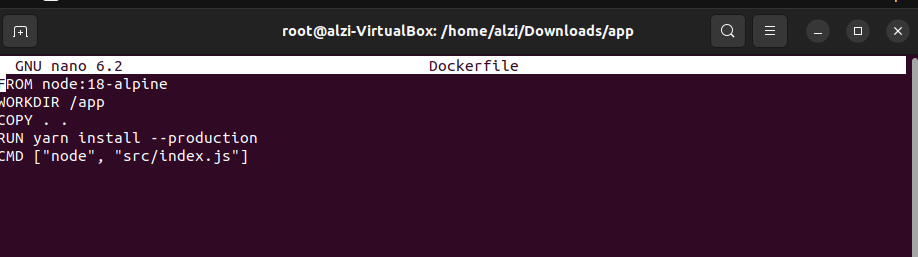 root@alzi-VirtualBox: /home/alzi/Downloads/app
GNU nano 6.2 Dockerfile
FROM node:18-alpine
WORKDIR /app
COPY . .
RUN yarn install --production
CMD ["node", "src/index.js"]